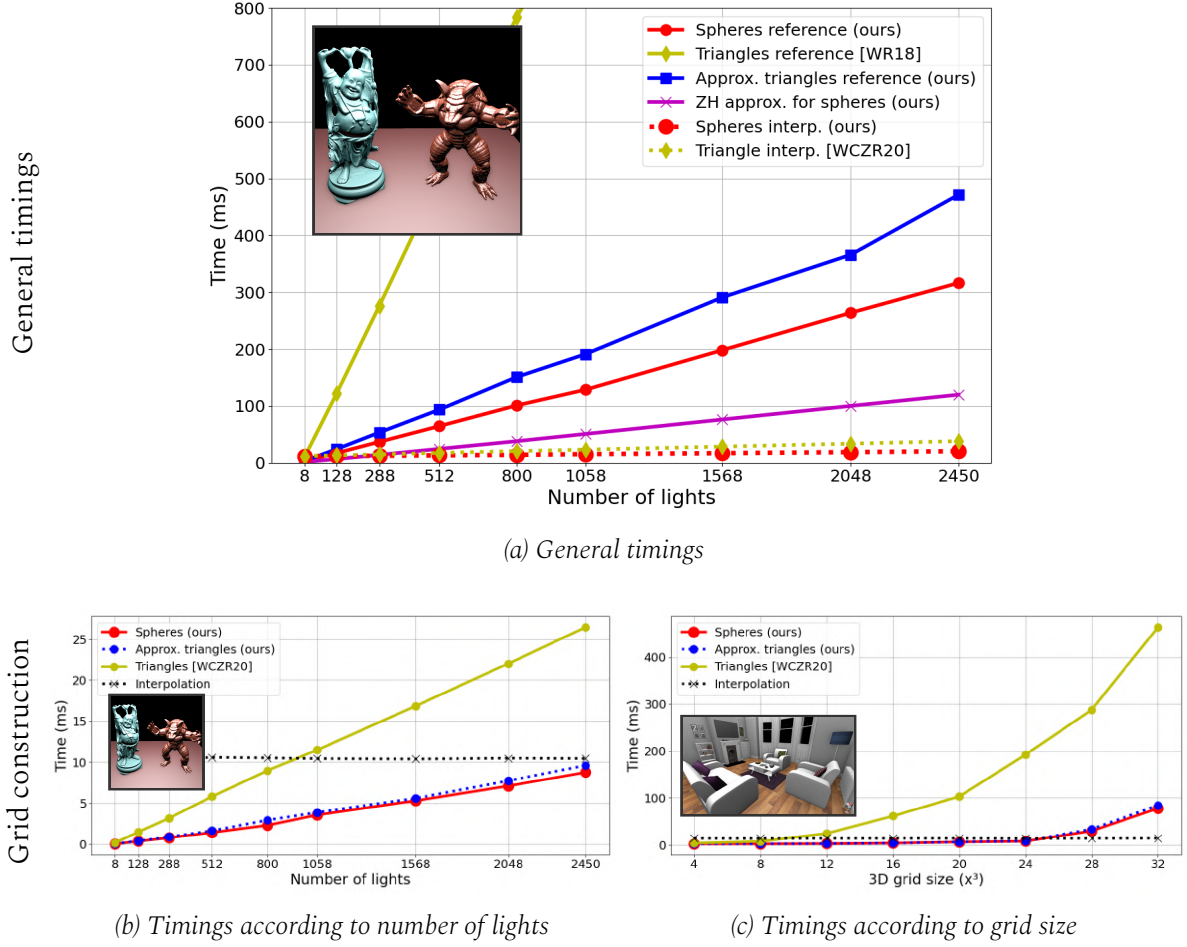 General timings
800
700
600
500
400
300
200
100
0
Time (ms)
Spheres reference (ours)
Triangles reference [WR18]
Approx. triangles reference (ours)
ZH approx. for spheres (ours)
Spheres interp. (ours)
Triangle interp. [WCZR20]
8 128 288 512 800 1058 1568 2048 2450
Number of lights
(a) General timings
Grid construction
25
20
15
10
5
0
Time (ms)
Spheres (ours)
Approx. triangles (ours)
Triangles [WCZR20]
Interpolation
8 128 288 512 800 1058 1568 2048 2450
Number of lights
(b) Timings according to number of lights
400
300
200
100
0
Time (ms)
Spheres (ours)
Approx. triangles (ours)
Triangles [WCZR20]
Interpolation
4 8 12 16 20 24 28 32
3D grid size (x³)
(c) Timings according to grid size